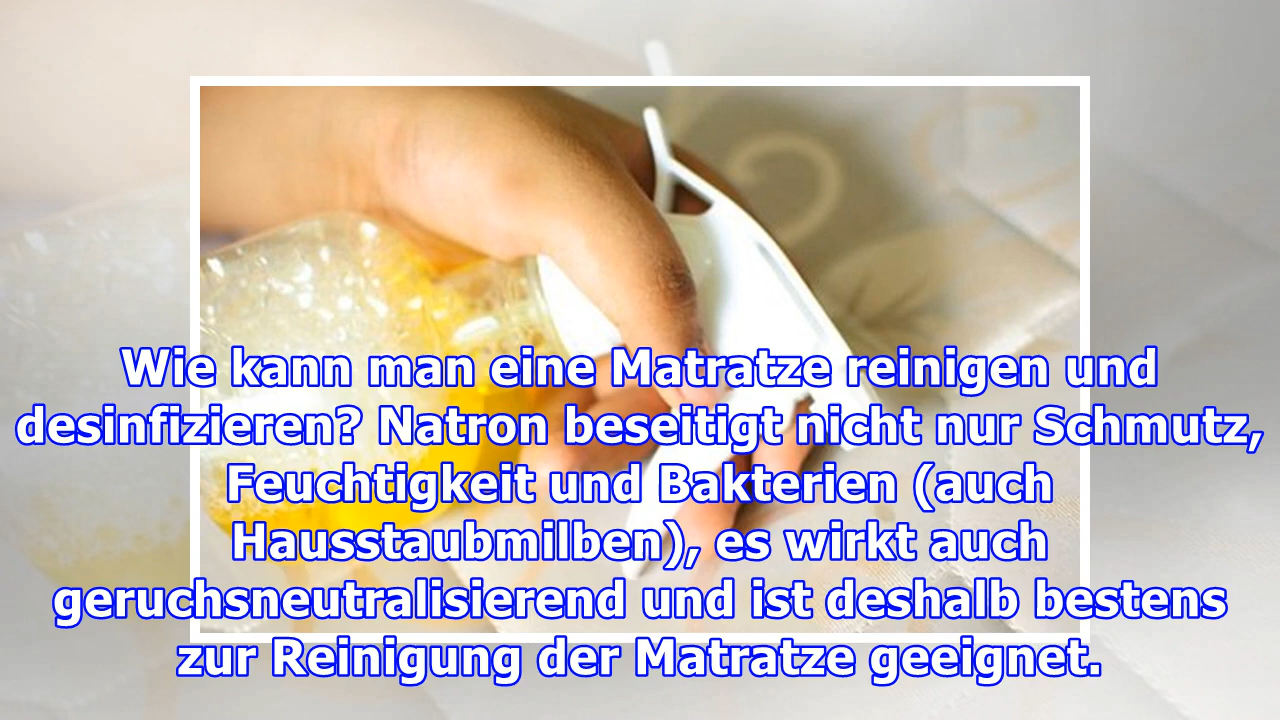 Wie kann man eine Matratze reinigen und
desinfizieren? Natron beseitigt nicht nur Schmutz,
Feuchtigkeit und Bakterien (auch
Hausstaubmilben), es wirkt auch
geruchsneutralisierend und ist deshalb bestens
zur Reinigung der Matratze geeignet.